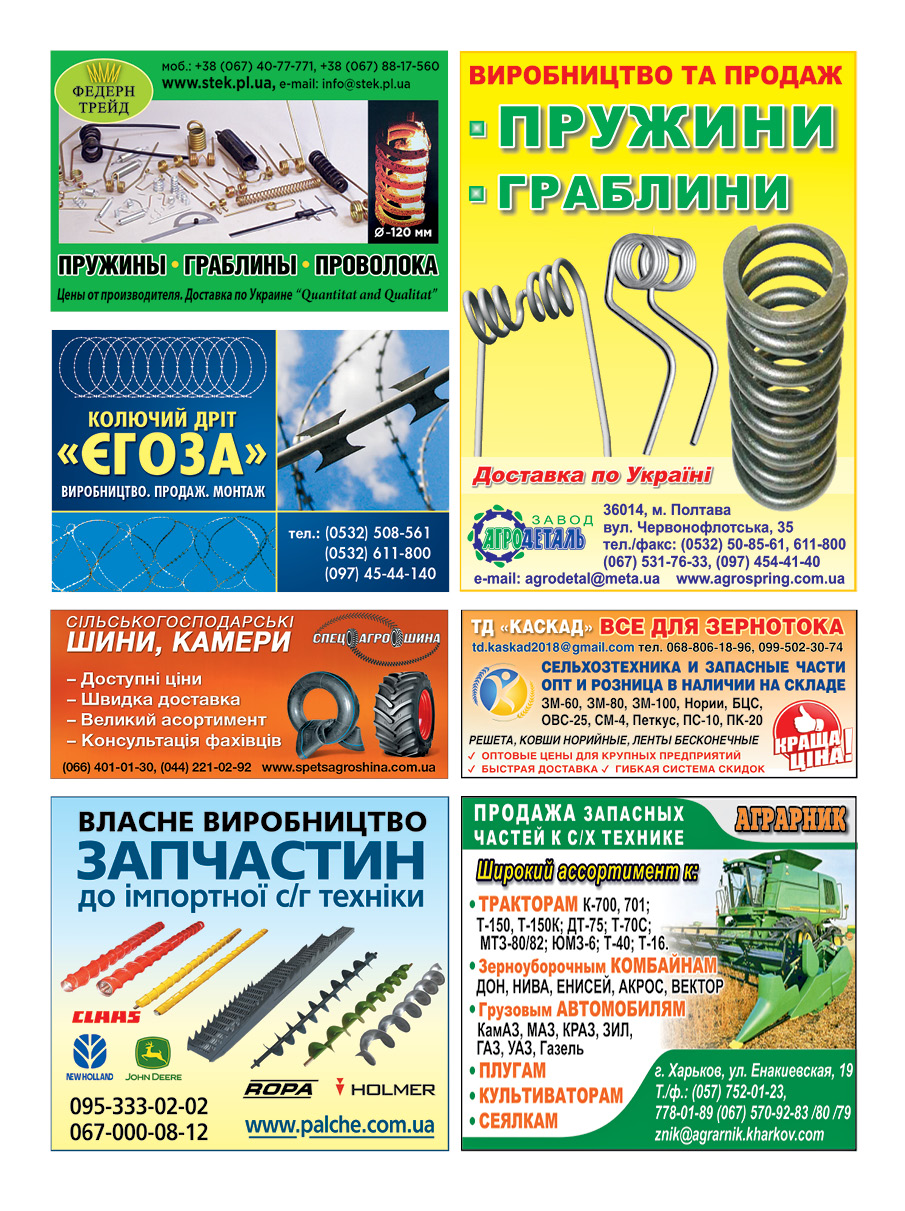 ФЕДЕРН
ТРЕЙД
моб.: +38 (067) 40-77-771, +38 (067) 88-17-560
www.stek.pl.ua, e-mail: info@stek.pl.ua
Ø -120 мм
ПРУЖИНЫ • ГРАБЛИНЫ • ПРОВОЛОКА
Цены от производителя. Доставка по Украине "Quantitat and Qualitat"
ВИРОБНИЦТВО ТА ПРОДАЖ
ПРУЖИНИ
ГРАБЛИНИ
Доставка по Україні
ЗАВОД
АГРОДЕТАЛЬ
36014, м. Полтава
вул. Червонофлотська, 35
тел./факс: (0532) 50-85-61, 611-800
(067) 531-76-33, (097) 454-41-40
e-mail: agrodetal@meta.ua www.agrospring.com.ua
КОЛЮЧИЙ ДРІТ
«ЄГОЗА»
ВИРОБНИЦТВО. ПРОДАЖ. МОНТАЖ
тел.: (0532) 508-561
(0532) 611-800
(097) 45-44-140
СІЛЬСЬКОГОСПОДАРСЬКІ
ШИНИ, КАМЕРИ
СПЕЦ АГРО ШИНА
– Доступні ціни
– Швидка доставка
– Великий асортимент
– Консультація фахівців
(066) 401-01-30, (044) 221-02-92 www.spetsagroshina.com.ua
ТД «КАСКАД» ВСЕ ДЛЯ ЗЕРНОТОКА
td.kaskad2018@gmail.com тел. 068-806-18-96, 099-502-30-74
СЕЛЬХОЗТЕХНИКА И ЗАПАСНЫЕ ЧАСТИ
ОПТ И РОЗНИЦА В НАЛИЧИИ НА СКЛАДЕ
ЗМ-60, ЗМ-80, ЗМ-100, Нории, БЦС,
ОВС-25, СМ-4, Петкус, ПС-10, ПК-20
РЕШЕТА, КОВШИ НОРИЙНЫЕ, ЛЕНТЫ БЕСКОНЕЧНЫЕ
✓ ОПТОВЫЕ ЦЕНЫ ДЛЯ КРУПНЫХ ПРЕДПРИЯТИЙ
✓ БЫСТРАЯ ДОСТАВКА ✓ ГИБКАЯ СИСТЕМА СКИДОК
КРАЩА
ЦІНА!
ВЛАСНЕ ВИРОБНИЦТВО
ЗАПЧАСТИН
до імпортної с/г техніки
CLAAS
NEW HOLLAND
JOHN DEERE
ROPA
HOLMER
095-333-02-02
067-000-08-12
www.palche.com.ua
ПРОДАЖА ЗАПАСНЫХ
ЧАСТЕЙ К С/Х ТЕХНИКЕ
АГРАРНИК
Широкий ассортимент к:
• ТРАКТОРАМ К-700, 701;
Т-150, Т-150К; ДТ-75; Т-70С;
МТЗ-80/82; ЮМЗ-6; Т-40; Т-16.
• Зерноуборочным КОМБАЙНАМ
ДОН, НИВА, ЕНИСЕЙ, АКРОС, ВЕКТОР
• Грузовым АВТОМОБИЛЯМ
КамАЗ, МАЗ, КРАЗ, ЗИЛ,
ГАЗ, УАЗ, Газель
• ПЛУГАМ
• КУЛЬТИВАТОРАМ
• СЕЯЛКАМ
г. Харьков, ул. Енакиевская, 19
Т./ф.: (057) 752-01-23,
778-01-89 (067) 570-92-83 /80 /79
znik@agrarnik.kharkov.com